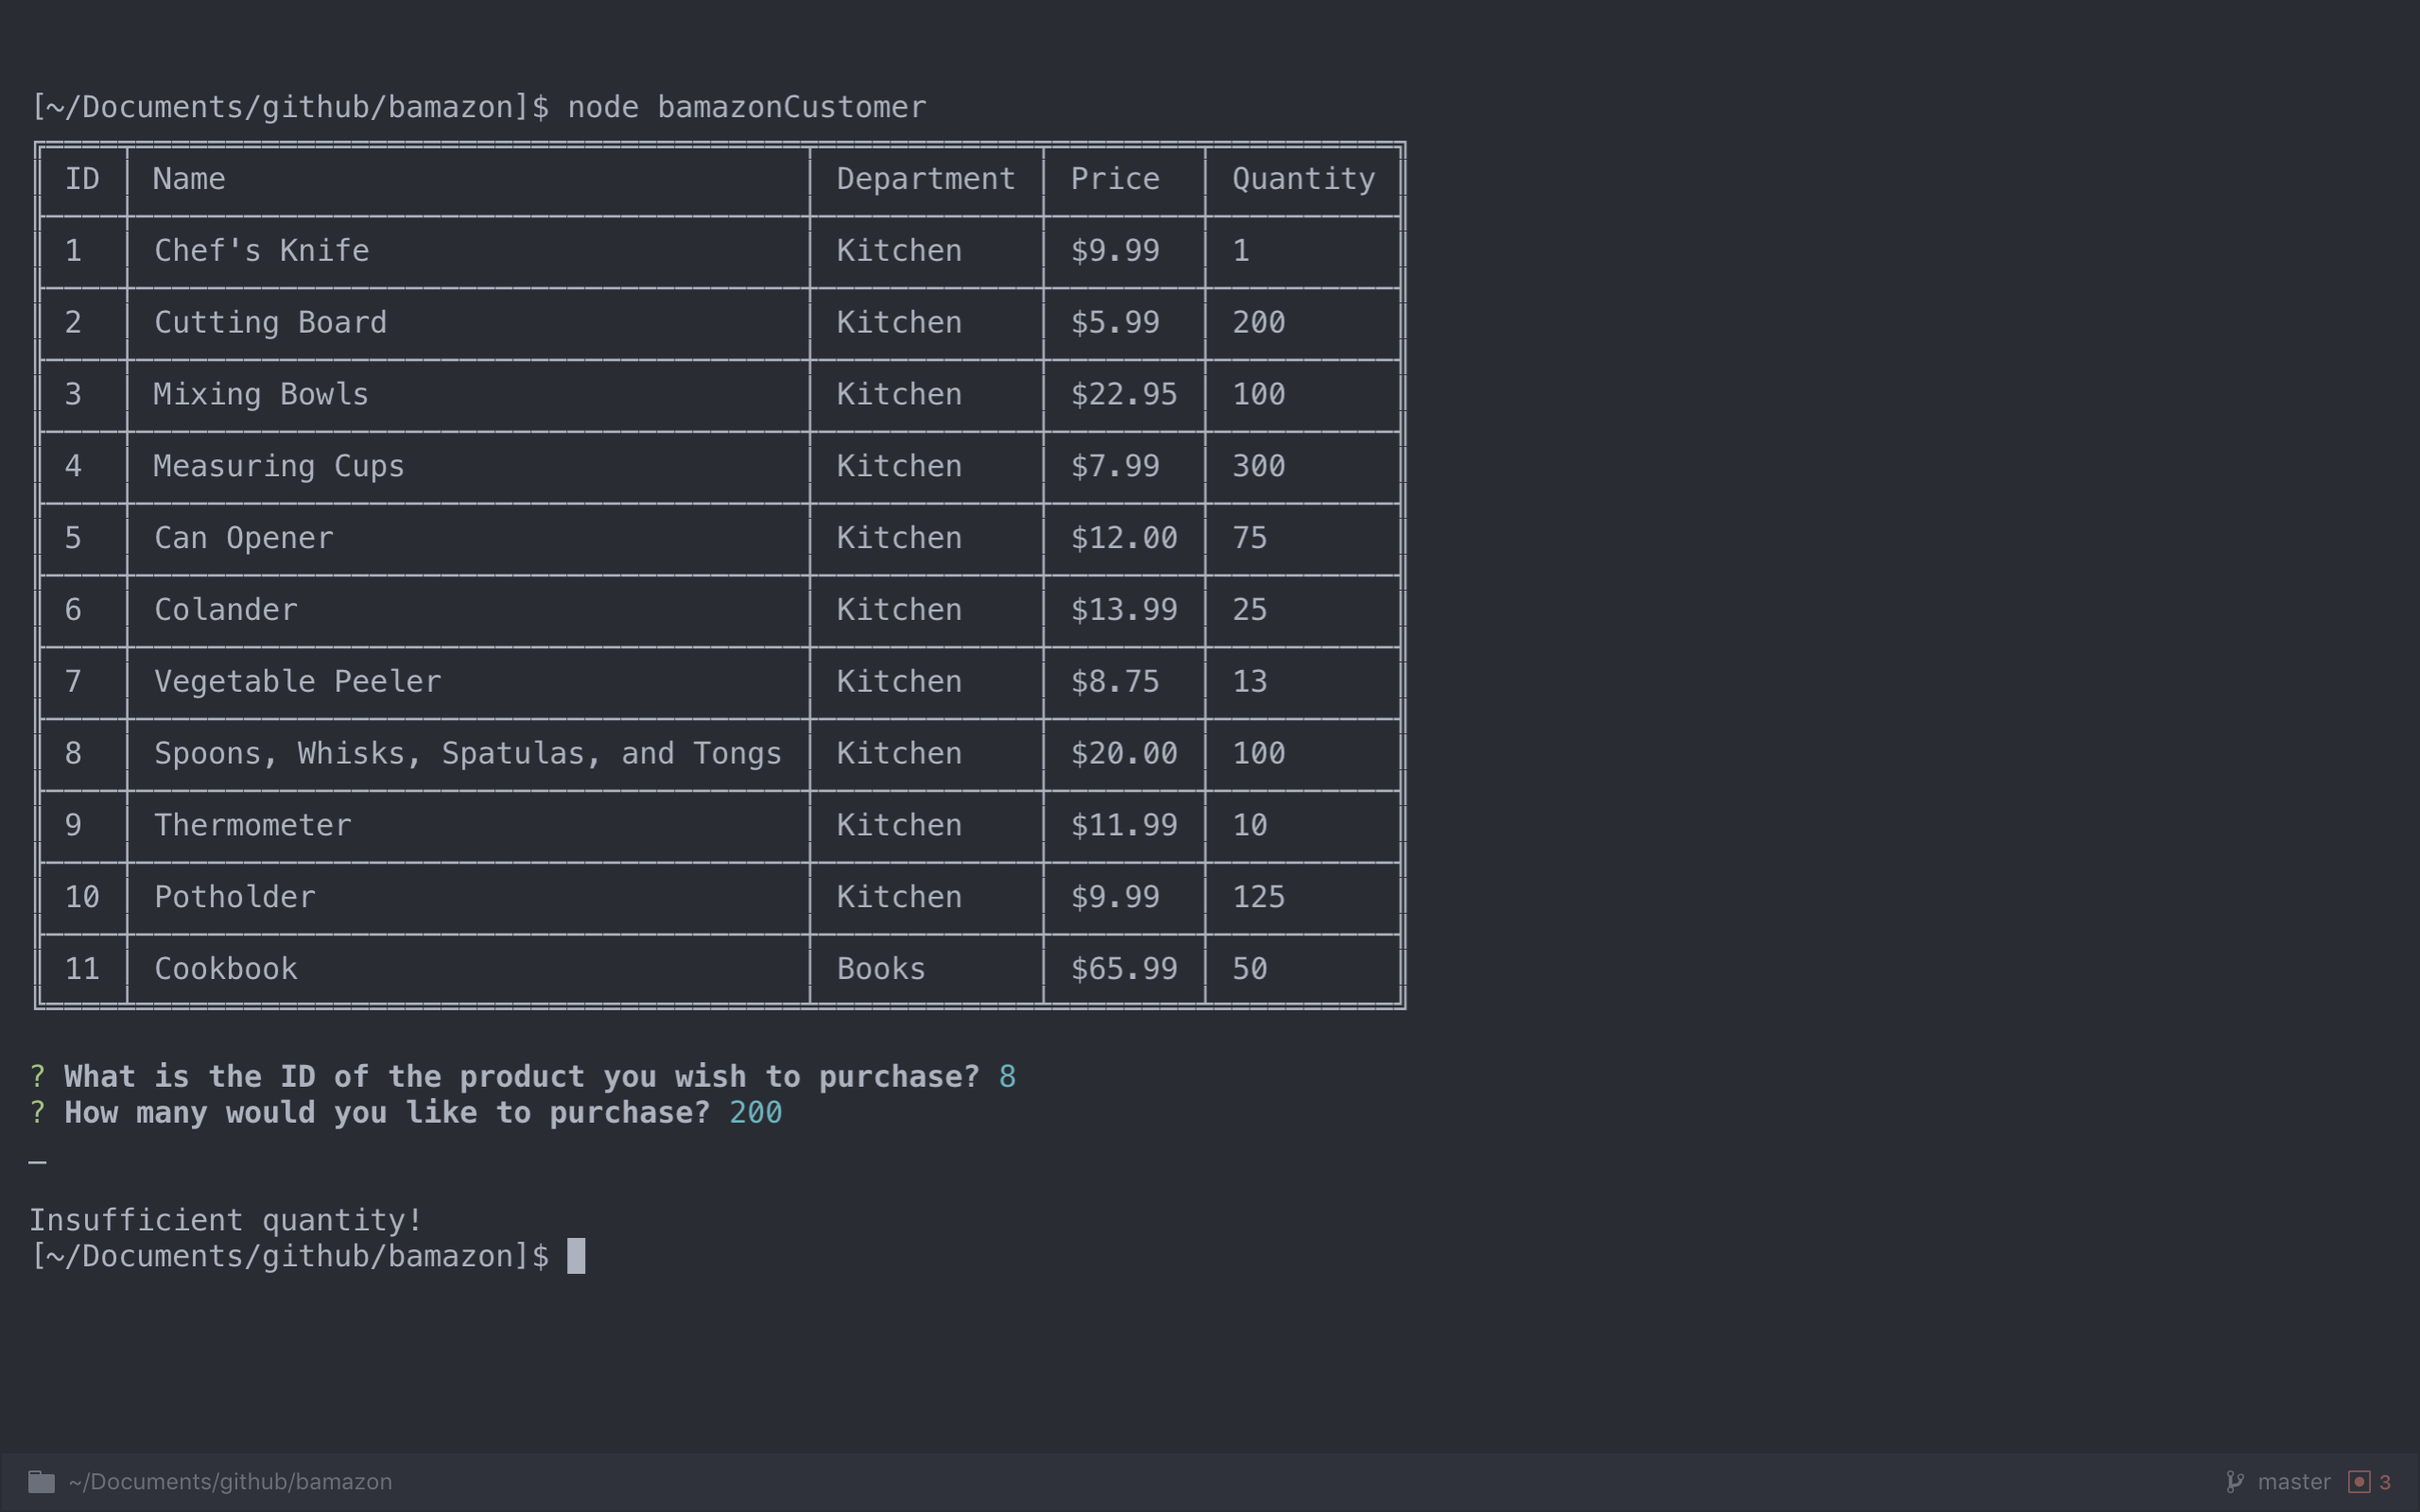 [~/Documents/github/bamazon]$ node bamazonCustomer
ID Name Department Price Quantity
1 Chef's Knife Kitchen $9.99 1
2 Cutting Board Kitchen $5.99 200
3 Mixing Bowls Kitchen $22.95 100
4 Measuring Cups Kitchen $7.99 300
5 Can Opener Kitchen $12.00 75
6 Colander Kitchen $13.99 25
7 Vegetable Peeler Kitchen $8.75 13
8 Spoons, Whisks, Spatulas, and Tongs Kitchen $20.00 100
9 Thermometer Kitchen $11.99 10
10 Potholder Kitchen $9.99 125
11 Cookbook Books $65.99 50
? What is the ID of the product you wish to purchase? 8
? How many would you like to purchase? 200
_
Insufficient quantity!
[~/Documents/github/bamazon]$
~/Documents/github/bamazon master 3